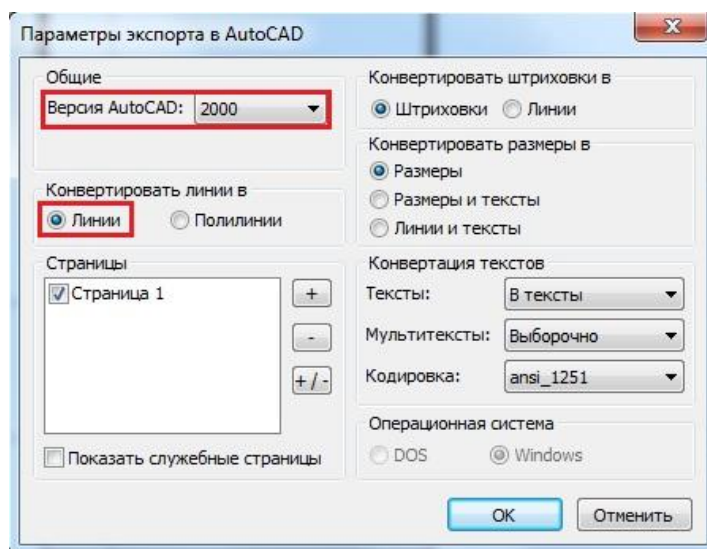 Параметры экспорта в AutoCAD
Общие
Версия AutoCAD: 2000
Конвертировать линии в
Линии Полилинии
Страницы
Страница 1
+
-
+ / -
Показать служебные страницы
Конвертировать штриховки в
Штриховки Линии
Конвертировать размеры в
Размеры
Размеры и тексты
Линии и тексты
Конвертация текстов
Тексты: В тексты
Мультитексты: Выборочно
Кодировка: ansi_1251
Операционная система
DOS Windows
OK Отменить